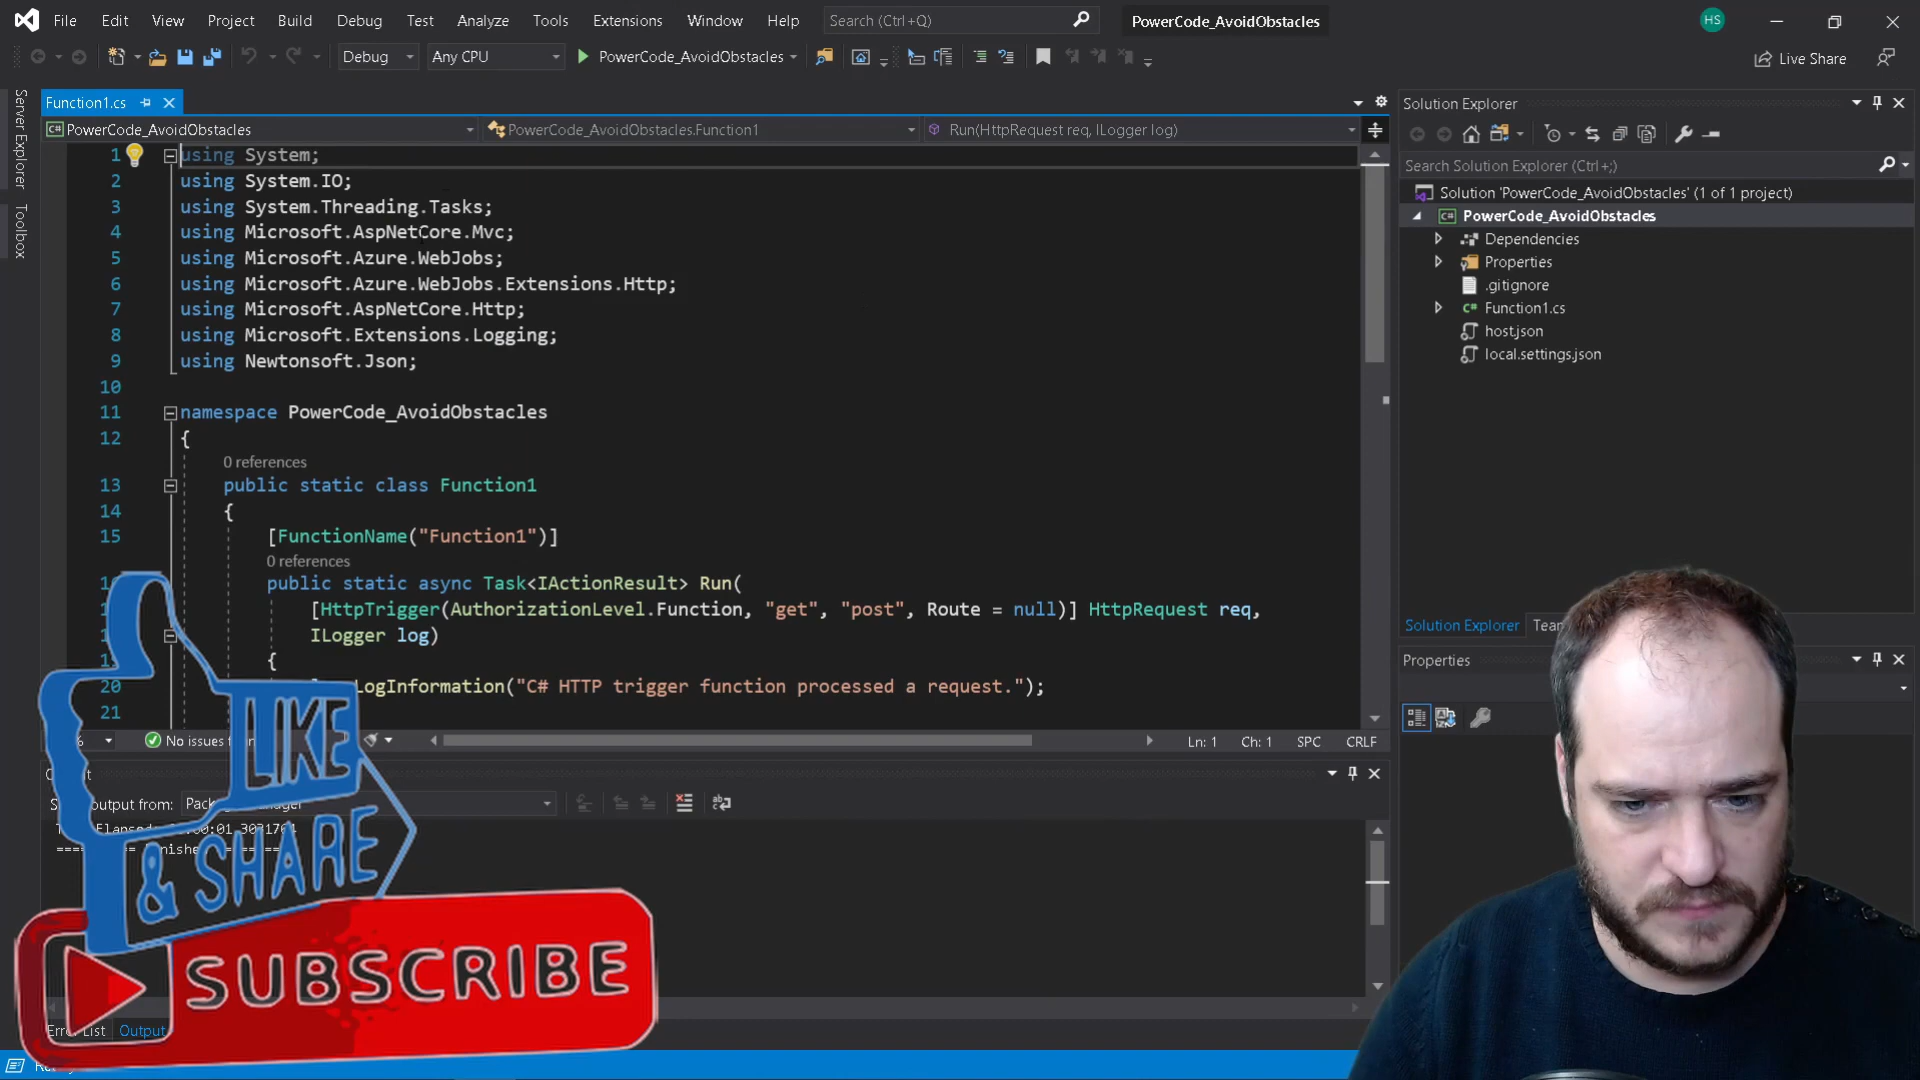 File Edit View Project Build Debug Test Analyze Tools Extensions Window Help Search (Ctrl+Q) PowerCode_AvoidObstacles HS
Debug Any CPU PowerCode_AvoidObstacles Live Share
Server Explorer
Toolbox
Function1.cs
PowerCode_AvoidObstacles PowerCode_AvoidObstacles.Function1 Run(HttpRequest req, ILogger log)
1 using System;
2 using System.IO;
3 using System.Threading.Tasks;
4 using Microsoft.AspNetCore.Mvc;
5 using Microsoft.Azure.WebJobs;
6 using Microsoft.Azure.WebJobs.Extensions.Http;
7 using Microsoft.AspNetCore.Http;
8 using Microsoft.Extensions.Logging;
9 using Newtonsoft.Json;
10
11 namespace PowerCode_AvoidObstacles
12 {
0 references
13 public static class Function1
14 {
15 [FunctionName("Function1")]
0 references
public static async Task<IActionResult> Run(
[HttpTrigger(AuthorizationLevel.Function, "get", "post", Route = null)] HttpRequest req,
ILogger log)
{
20 LogInformation("C# HTTP trigger function processed a request.");
21
% No issues Ln: 1 Ch: 1 SPC CRLF
output from:
Error List Output
Solution Explorer
Search Solution Explorer (Ctrl+;)
Solution 'PowerCode_AvoidObstacles' (1 of 1 project)
PowerCode_AvoidObstacles
Dependencies
Properties
.gitignore
Function1.cs
host.json
local.settings.json
Solution Explorer
Properties
LIKE
& SHARE
SUBSCRIBE